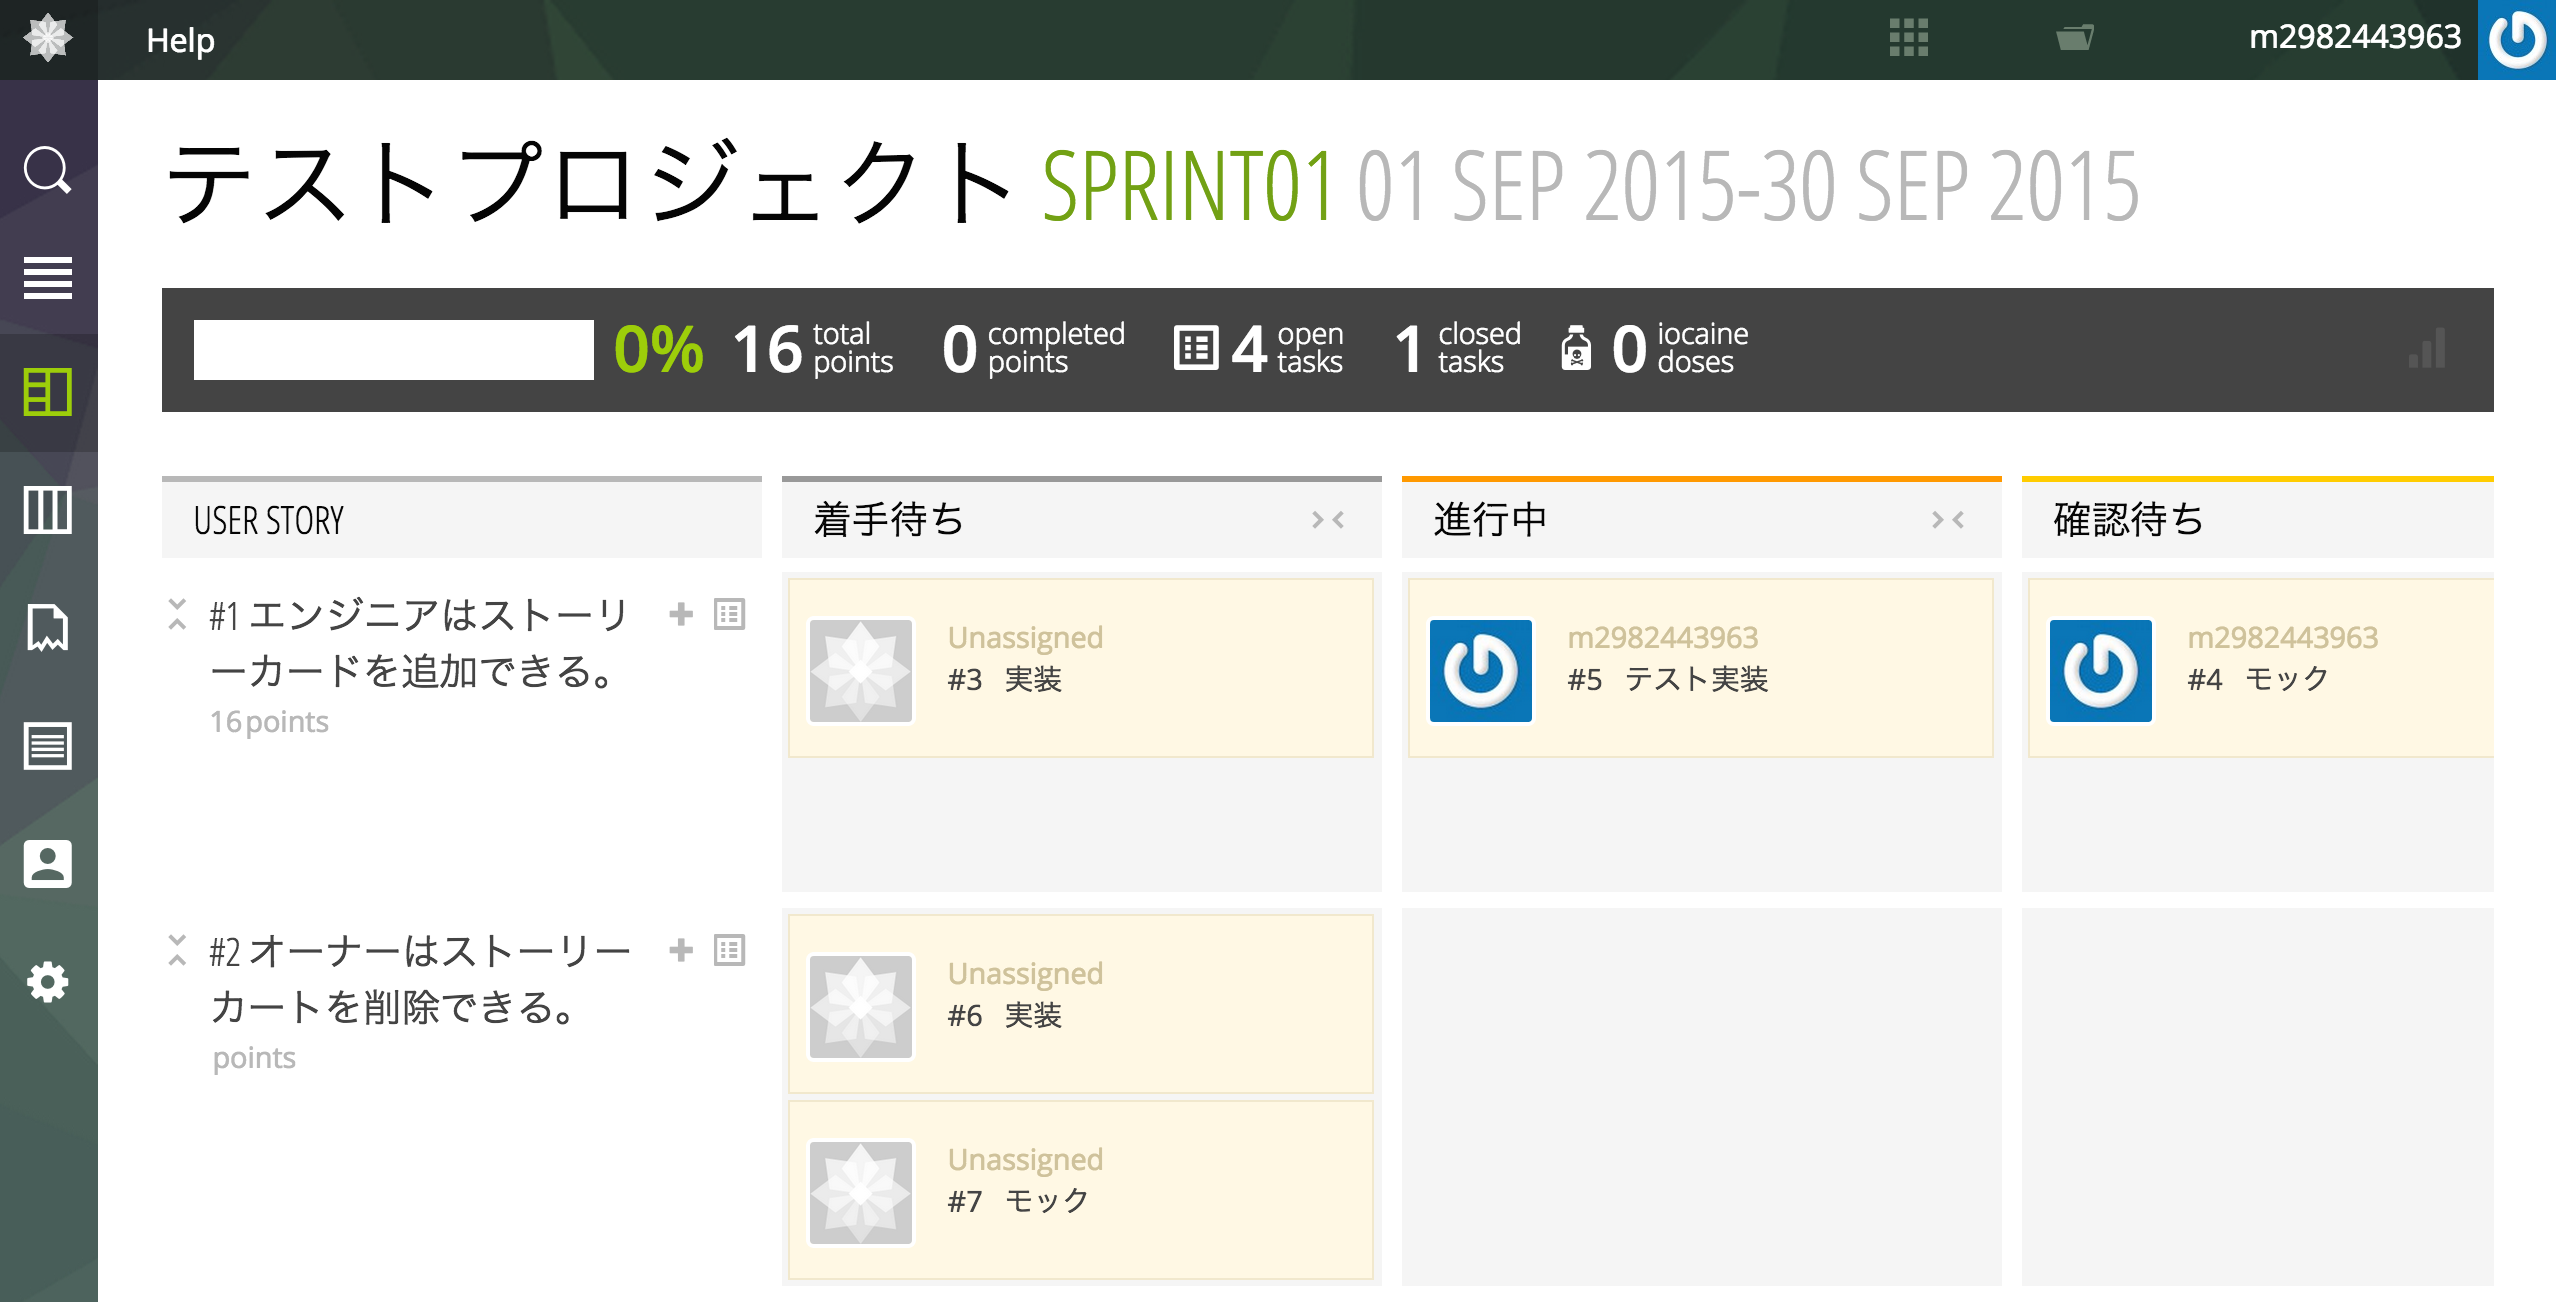 Help
m2982443963
テストプロジェクト SPRINT01 01 SEP 2015-30 SEP 2015
0% 16 total points 0 completed points 4 open tasks 1 closed tasks 0 iocaine doses
USER STORY
着手待ち
進行中
確認待ち
#1 エンジニアはストーリ
ーカードを追加できる。
16 points
Unassigned
#3 実装
m2982443963
#5 テスト実装
m2982443963
#4 モック
#2 オーナーはストーリー
カートを削除できる。
points
Unassigned
#6 実装
Unassigned
#7 モック